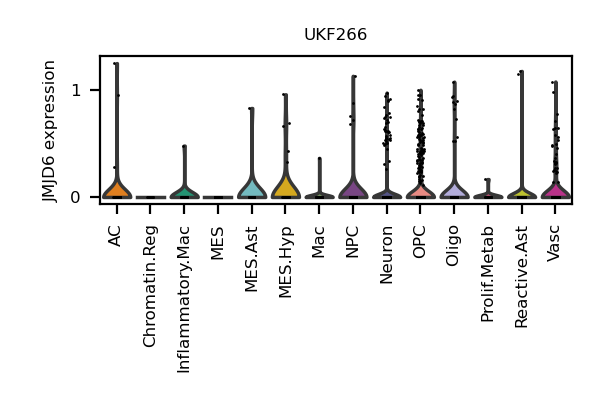 UKF266
JMJD6 expression
1
0
AC
Chromatin.Reg
Inflammatory.Mac
MES
MES.Ast
MES.Hyp
Mac
NPC
Neuron
OPC
Oligo
Prolif.Metab
Reactive.Ast
Vasc